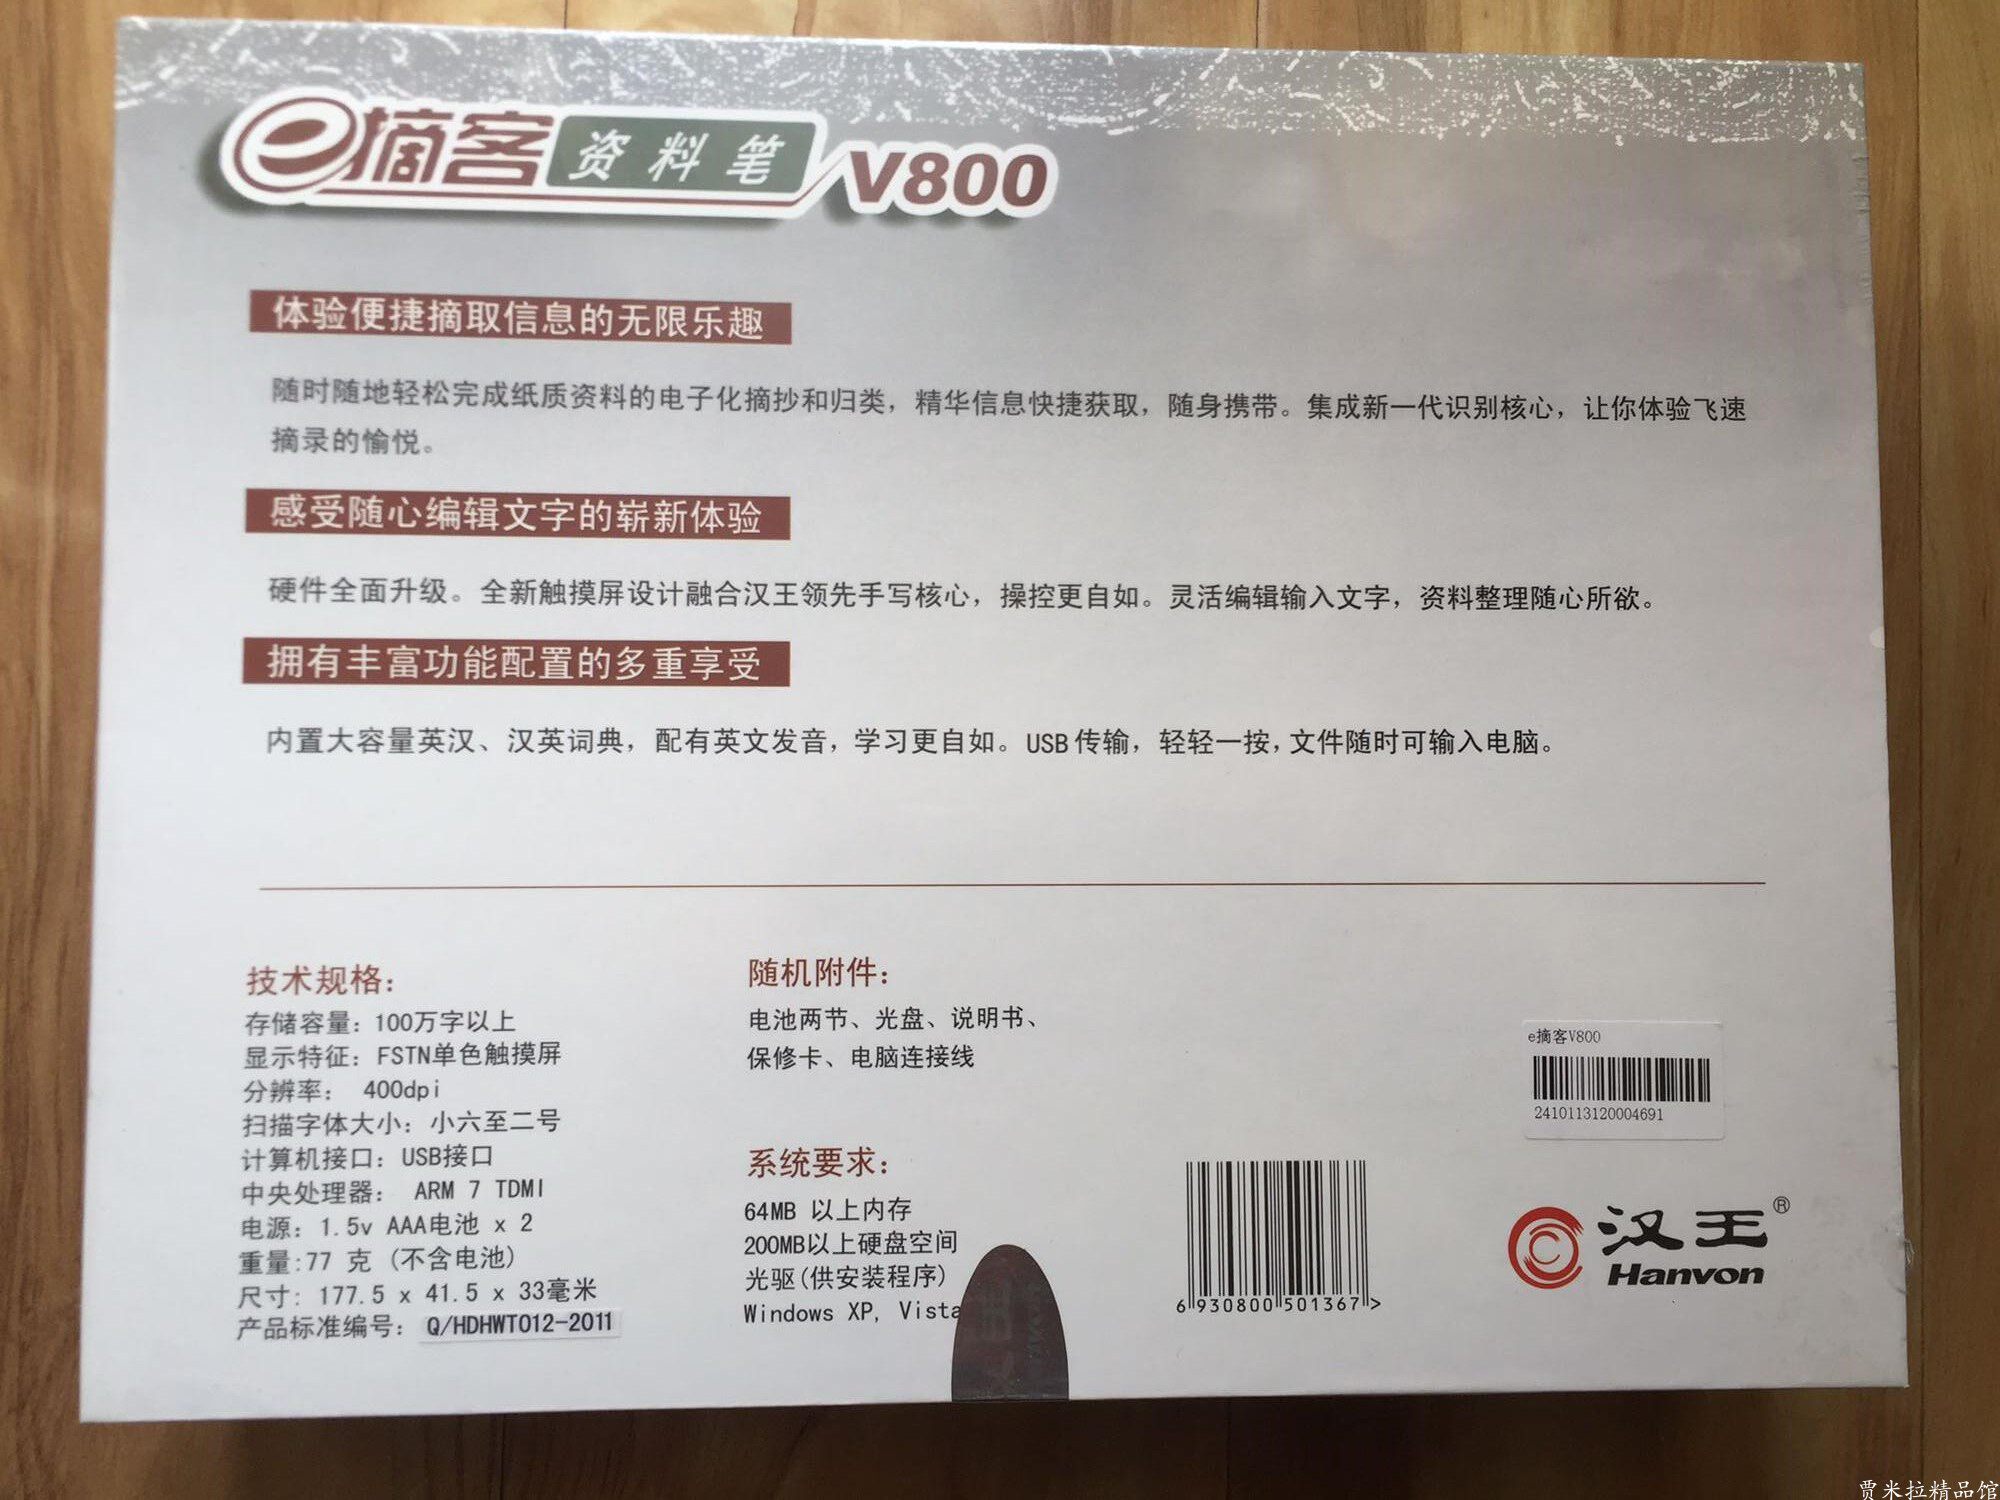 e摘客 资料笔 V800
体验便捷摘取信息的无限乐趣
随时随地轻松完成纸质资料的电子化摘抄和归类，精华信息快捷获取，随身携带。集成新一代识别核心，让你体验飞速
摘录的愉悦。
感受随心编辑文字的崭新体验
硬件全面升级。全新触摸屏设计融合汉王领先手写核心，操控更自如。灵活编辑输入文字，资料整理随心所欲。
拥有丰富功能配置的多重享受
内置大容量英汉、汉英词典，配有英文发音，学习更自如。USB传输，轻轻一按，文件随时可输入电脑。
技术规格：
存储容量：100万字以上
显示特征：FSTN单色触摸屏
分辨率： 400dpi
扫描字体大小：小六至二号
计算机接口：USB接口
中央处理器： ARM 7 TDMI
电源：1.5v AAA电池 x 2
重量:77 克 (不含电池)
尺寸: 177.5 x 41.5 x 33毫米
产品标准编号： Q/HDHWT012-2011
随机附件：
电池两节、光盘、说明书、
保修卡、电脑连接线
系统要求：
64MB 以上内存
200MB以上硬盘空间
光驱(供安装程序)
Windows XP, Vista
6 930800 501367 >
e摘客V800
2410113120004691
汉王®
Hanvon
贾米拉精品馆